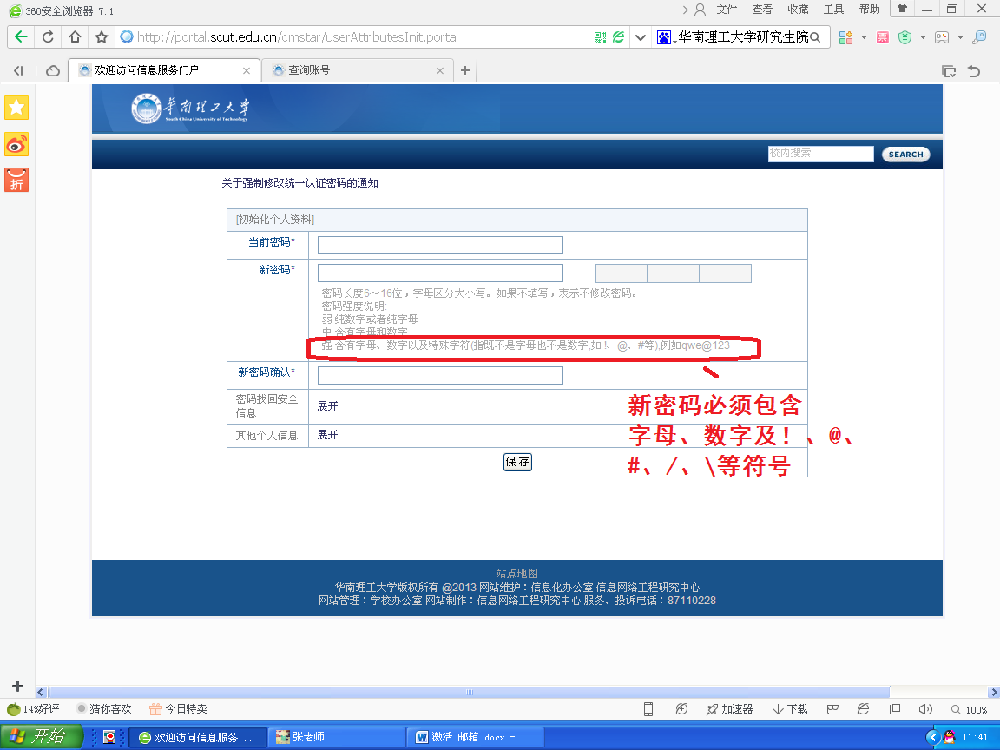 360安全浏览器 7.1
文件 查看 收藏 工具 帮助
http://portal.scut.edu.cn/cmstar/userAttributesInit.portal
华南理工大学研究生院
欢迎访问信息服务门户
查询账号
华南理工大学
South China University of Technology
校内搜索
SEARCH
关于强制修改统一认证密码的通知
[初始化个人资料]
当前密码*
新密码*
密码长度6～16位，字母区分大小写。如果不填写，表示不修改密码。
密码强度说明:
弱 纯数字或者纯字母
中 含有字母和数字
强 含有字母、数字以及特殊字符(指既不是字母也不是数字,如 !、@、#等),例如qwe@123
新密码确认*
密码找回安全
信息
展开
其他个人信息
展开
保存
新密码必须包含
字母、数字及！、@、
#、/、\等符号
站点地图
华南理工大学版权所有 @2013 网站维护：信息化办公室 信息网络工程研究中心
网站管理：学校办公室 网站制作：信息网络工程研究中心 服务、投诉电话：87110228
折
14%好评
猜你喜欢
今日特卖
加速器
下载
100%
开始
欢迎访问信息服务...
张老师
激活 邮箱.docx -...
11:41